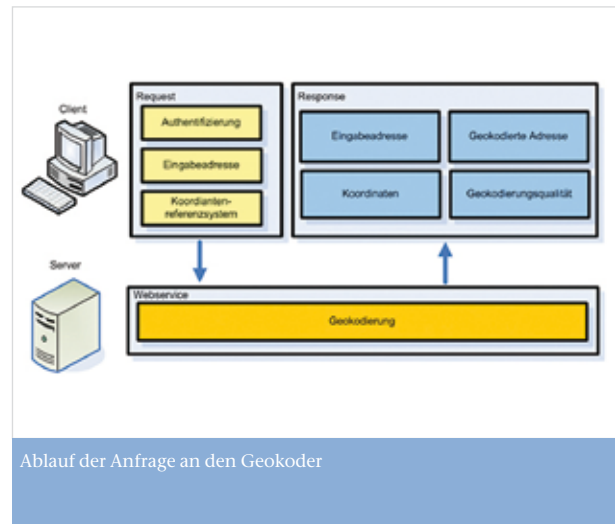 Client
Request
Authentifizierung
Eingabeadresse
Koordianten-
referenzsystem
Response
Eingabeadresse
Geokodierte Adresse
Koordinaten
Geokodierungsqualität
Server
Webservice
Geokodierung
Ablauf der Anfrage an den Geokoder